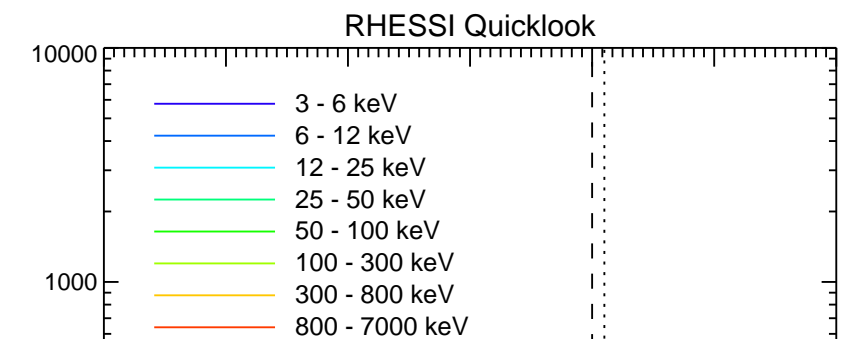 RHESSI Quicklook
10000
3 - 6 keV
6 - 12 keV
12 - 25 keV
25 - 50 keV
50 - 100 keV
100 - 300 keV
1000
300 - 800 keV
800 - 7000 keV